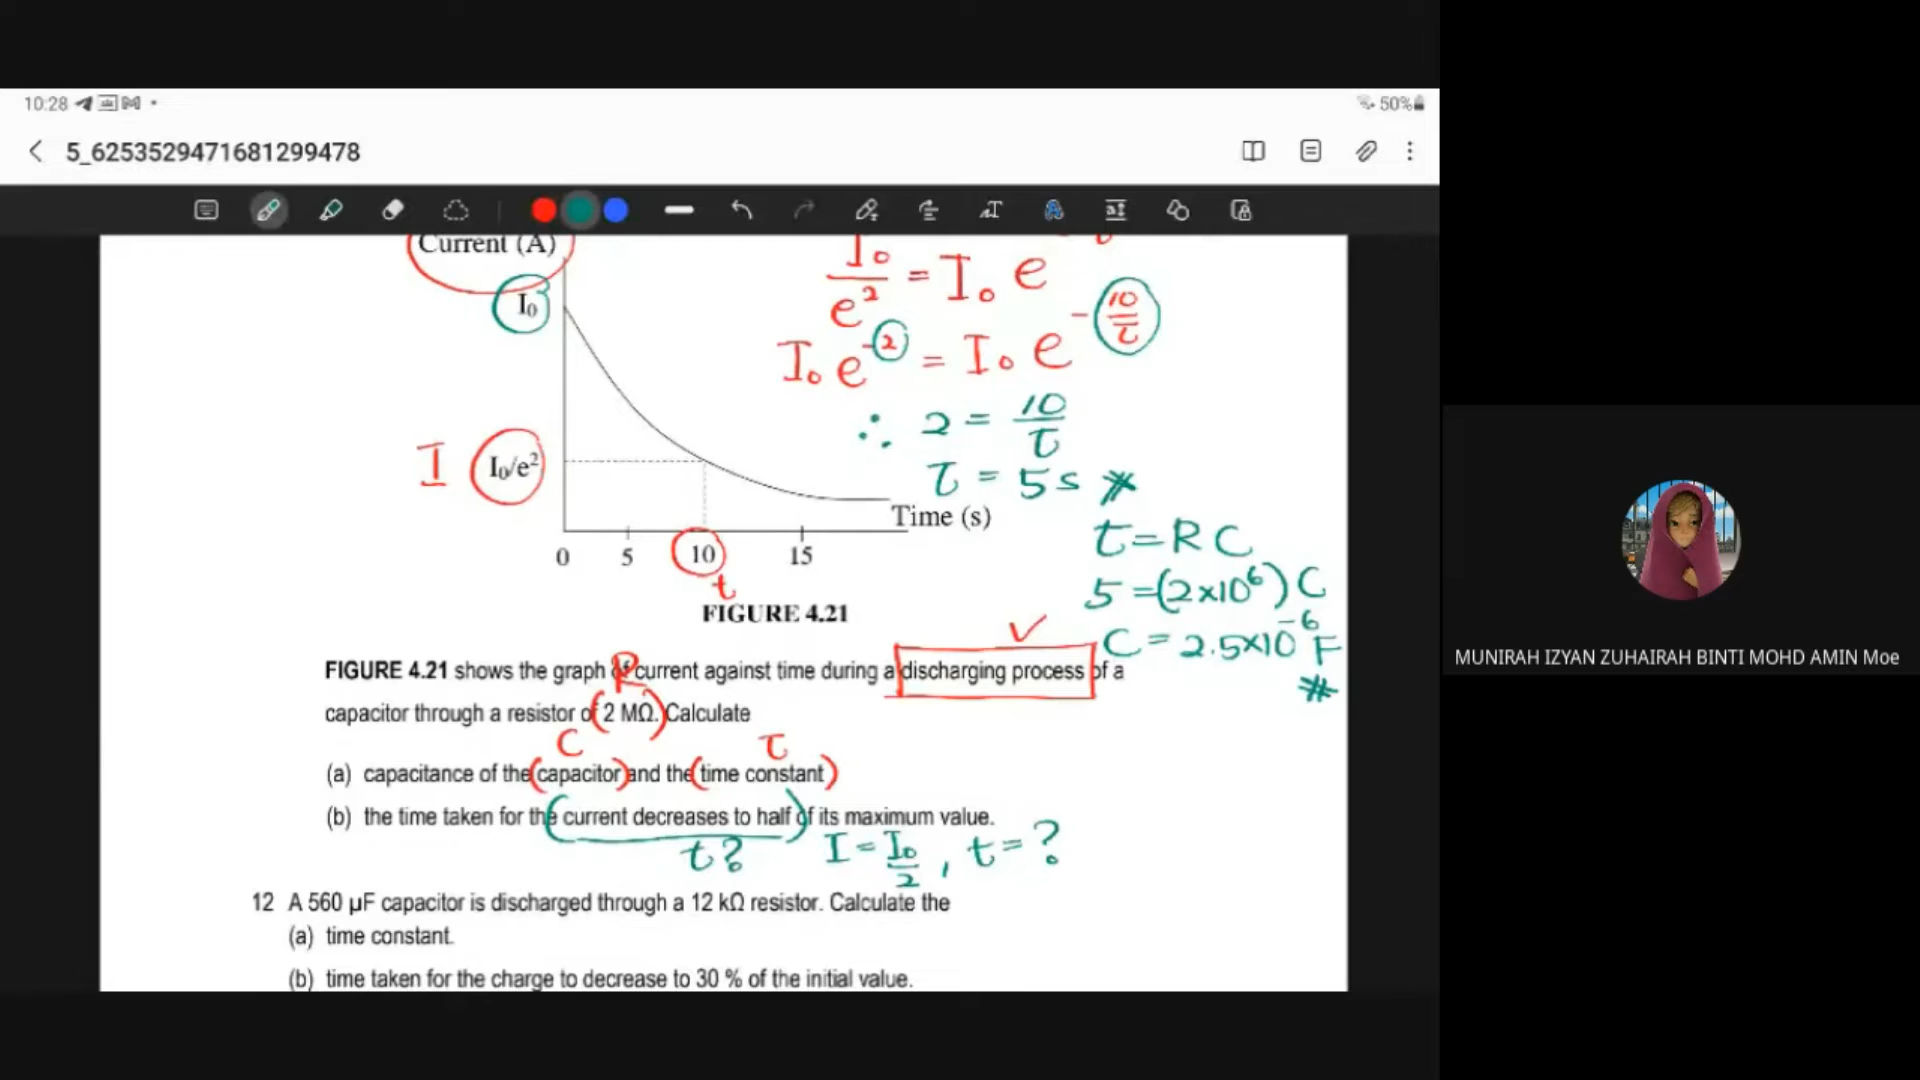 10:28
50%
5_6253529471681299478
Current (A)
I₀
I₀/e² = I₀ e
I₀ e⁻² = I₀ e^(-10/τ)
∴ 2 = 10/τ
I I₀/e²
τ = 5 s
Time (s)
0 5 10 15
t
τ = RC
5 = (2×10⁶) C
C = 2.5×10⁻⁶ F
FIGURE 4.21
R
FIGURE 4.21 shows the graph of current against time during a discharging process of a
capacitor through a resistor of 2 MΩ. Calculate
C τ
(a) capacitance of the capacitor and the time constant
(b) the time taken for the current decreases to half of its maximum value.
t? I = I₀/2 , t = ?
12 A 560 µF capacitor is discharged through a 12 kΩ resistor. Calculate the
(a) time constant.
(b) time taken for the charge to decrease to 30 % of the initial value.
MUNIRAH IZYAN ZUHAIRAH BINTI MOHD AMIN Moe